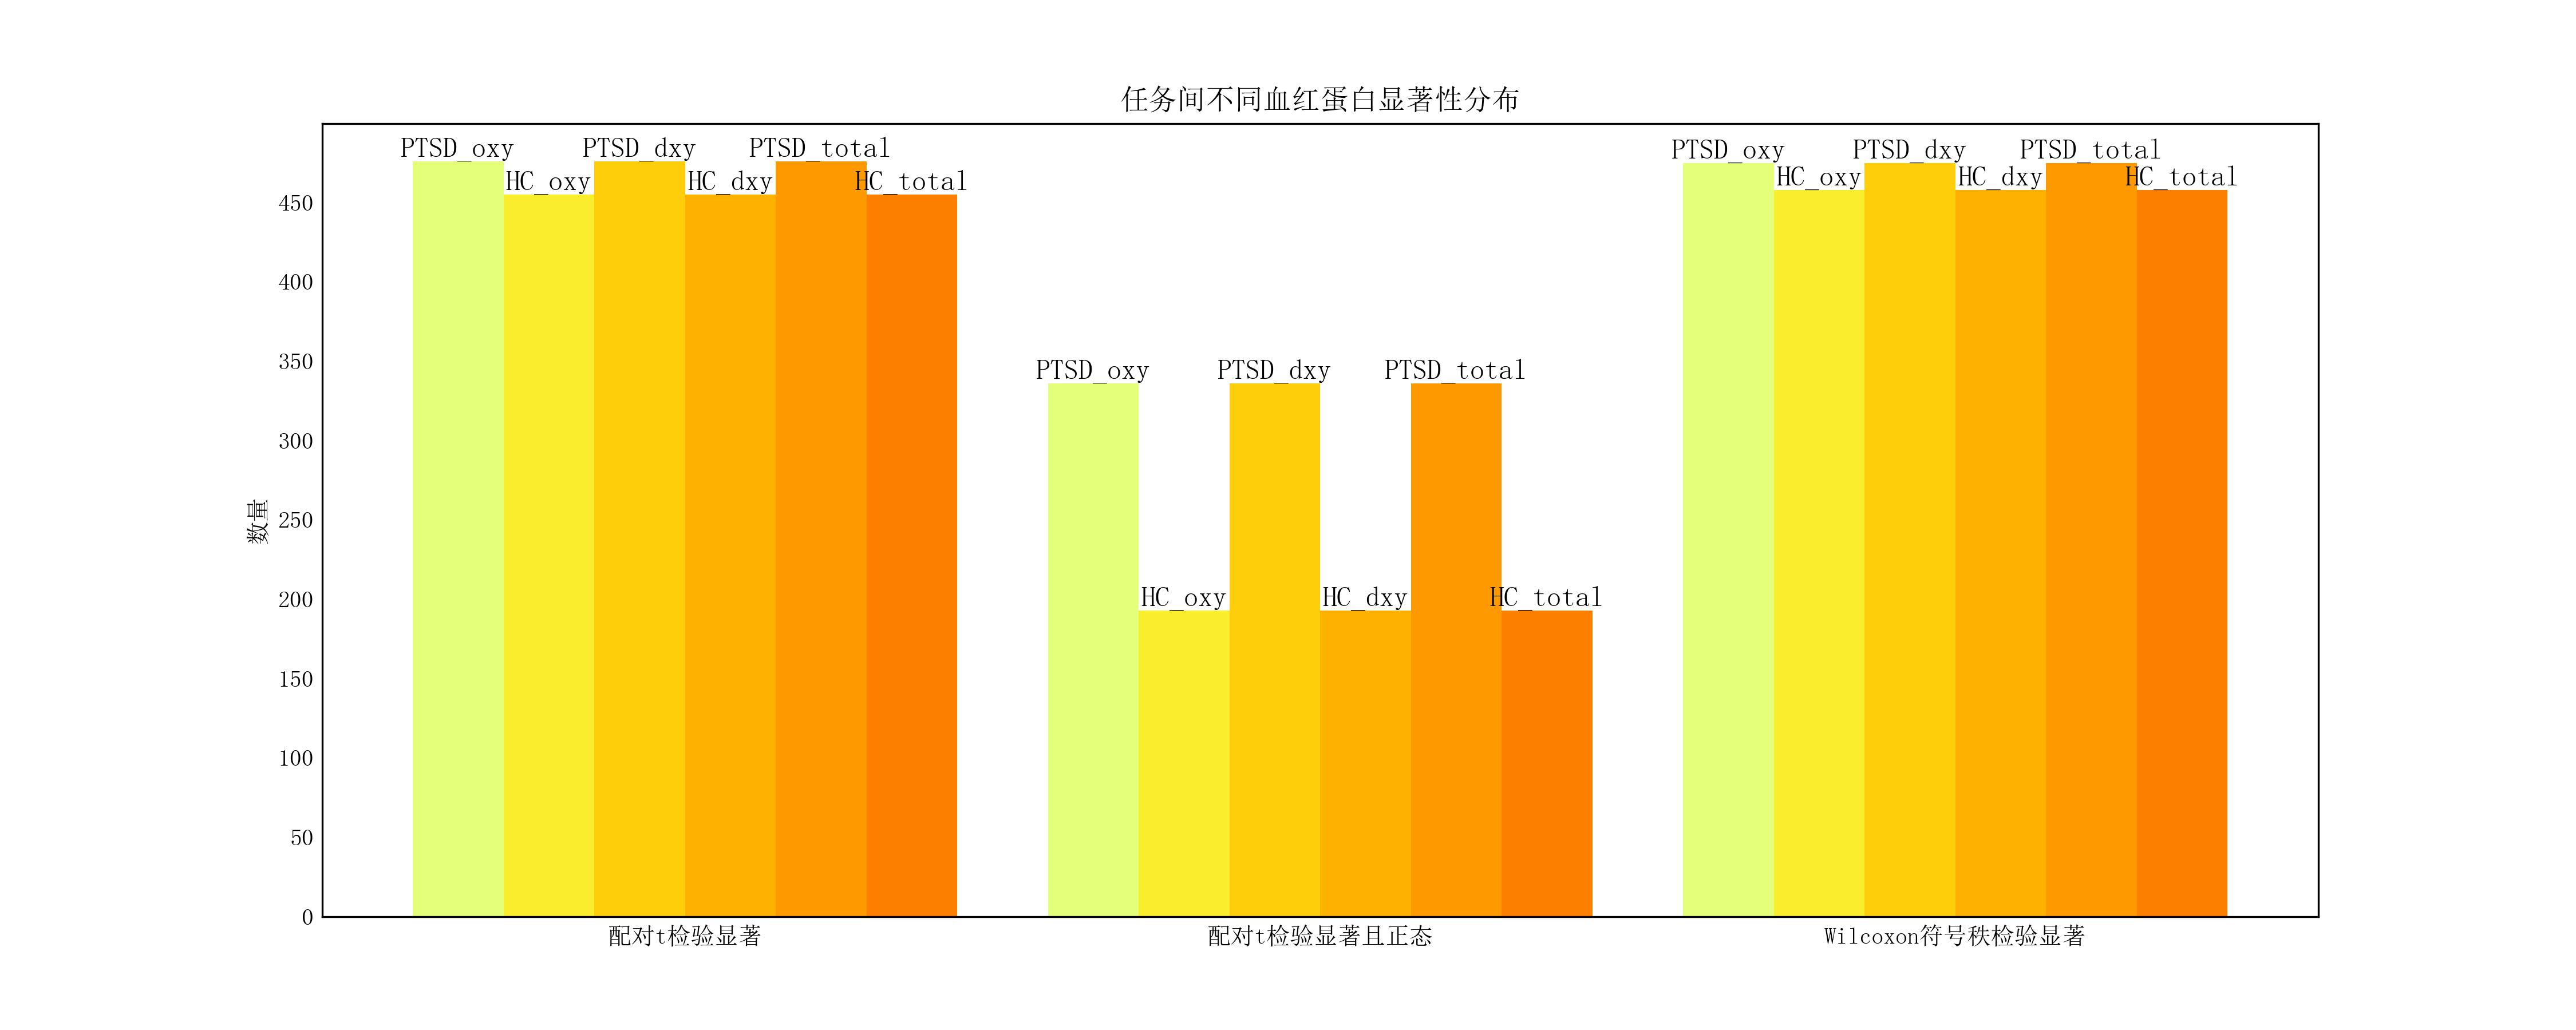 任务间不同血红蛋白显著性分布
PTSD_oxy
HC_oxy
PTSD_dxy
HC_dxy
PTSD_total
HC_total
PTSD_oxy
HC_oxy
PTSD_dxy
HC_dxy
PTSD_total
HC_total
PTSD_oxy
HC_oxy
PTSD_dxy
HC_dxy
PTSD_total
HC_total
数量
450
400
350
300
250
200
150
100
50
0
配对t检验显著
配对t检验显著且正态
Wilcoxon符号秩检验显著